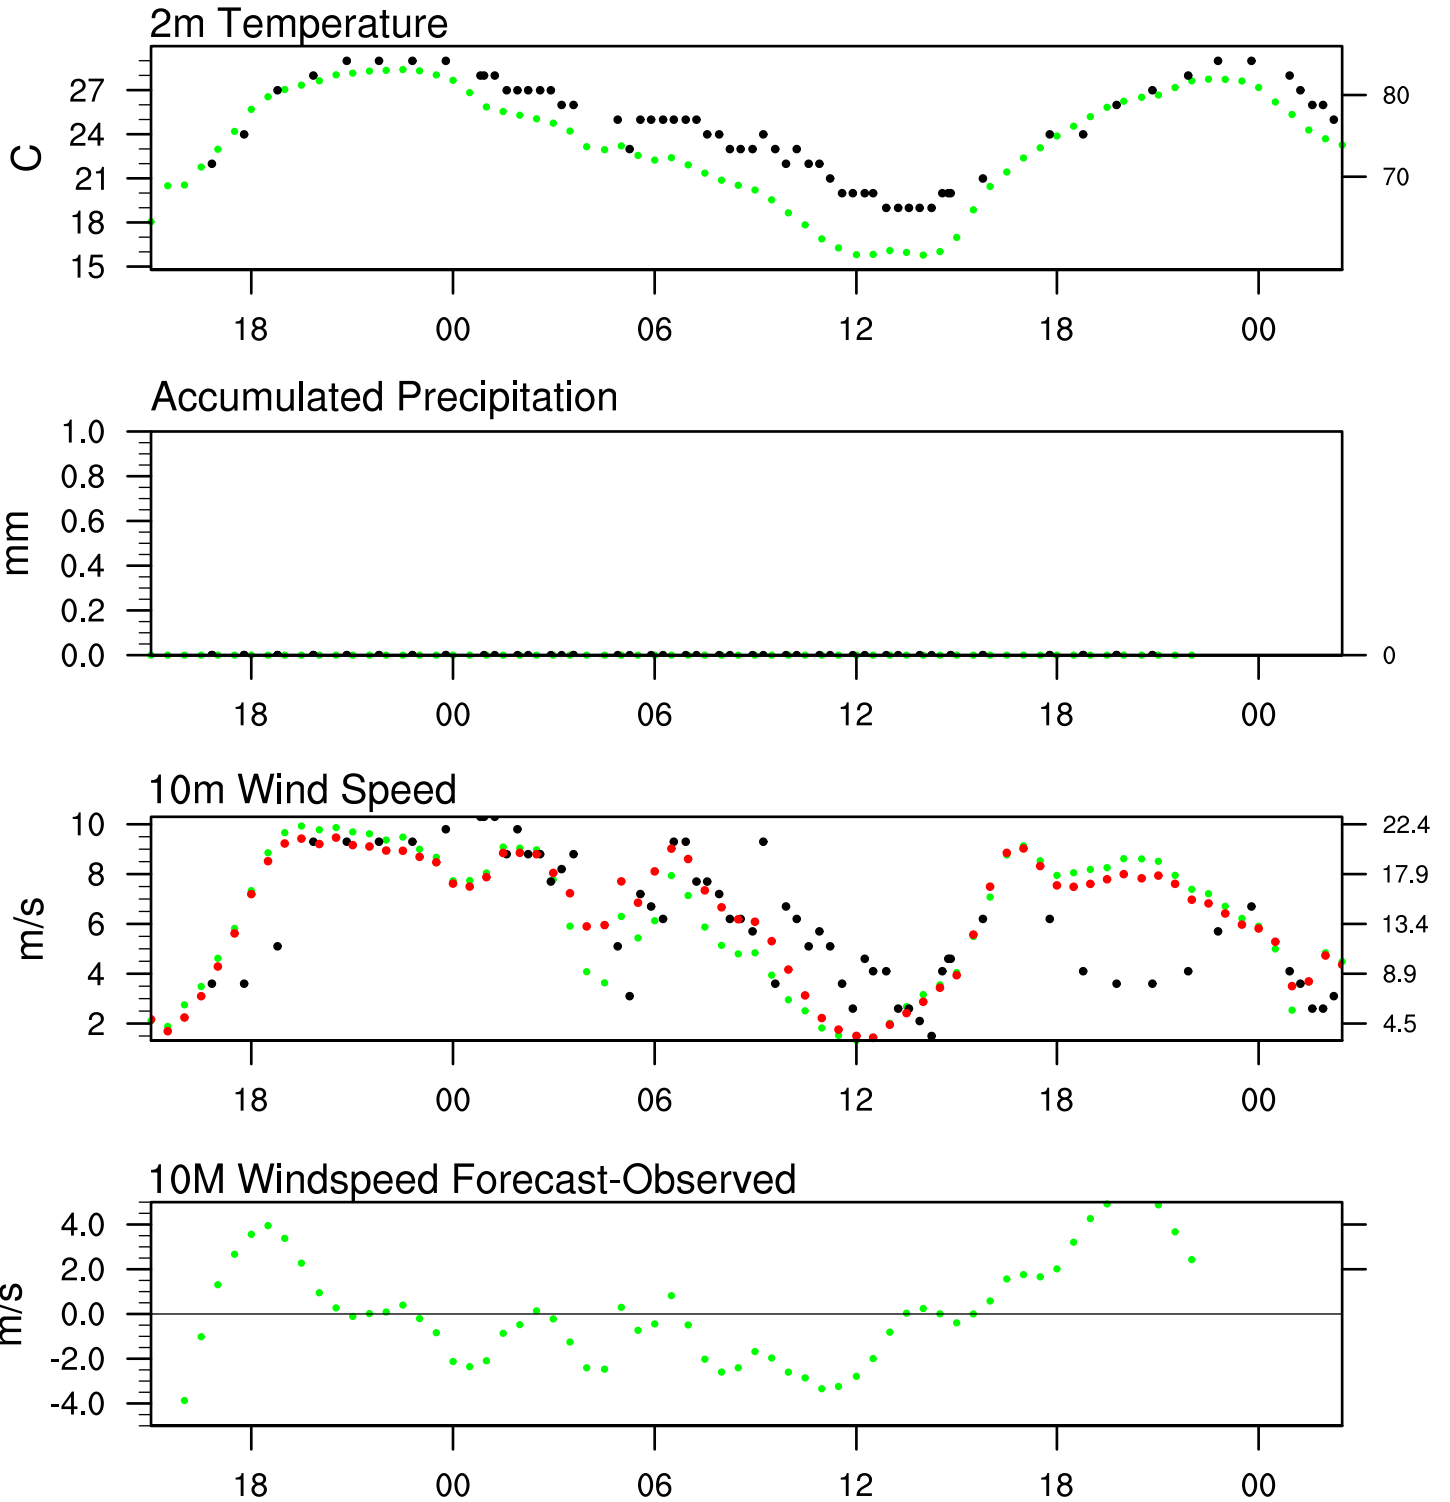 2m Temperature
C
27
24
21
18
15
80
70
18 00 06 12 18 00
Accumulated Precipitation
mm
1.0
0.8
0.6
0.4
0.2
0.0
0
18 00 06 12 18 00
10m Wind Speed
m/s
10
8
6
4
2
22.4
17.9
13.4
8.9
4.5
18 00 06 12 18 00
10M Windspeed Forecast-Observed
m/s
4.0
2.0
0.0
-2.0
-4.0
18 00 06 12 18 00